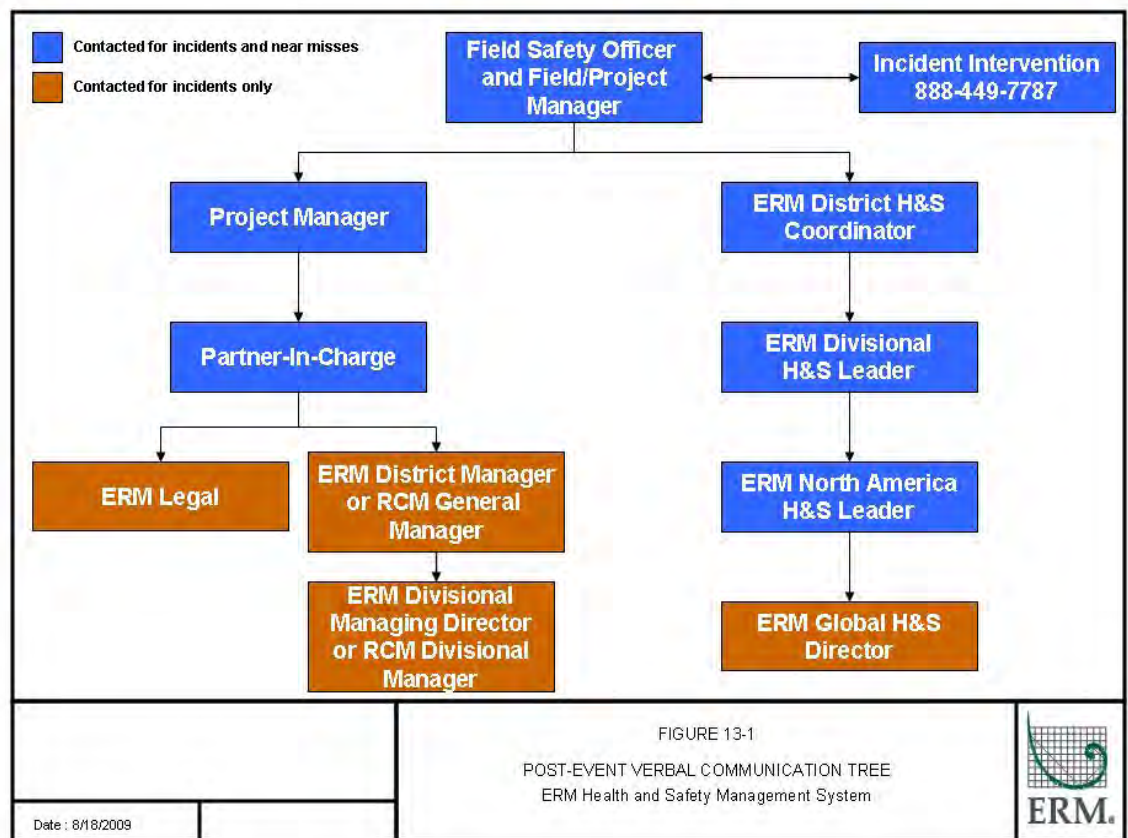 Contacted for incidents and near misses
Contacted for incidents only
Field Safety Officer
and Field/Project
Manager
Incident Intervention
888-449-7787
Project Manager
ERM District H&S
Coordinator
Partner-In-Charge
ERM Divisional
H&S Leader
ERM Legal
ERM District Manager
or RCM General
Manager
ERM North America
H&S Leader
ERM Divisional
Managing Director
or RCM Divisional
Manager
ERM Global H&S
Director
FIGURE 13-1
POST-EVENT VERBAL COMMUNICATION TREE
ERM Health and Safety Management System
Date : 8/18/2009
ERM®